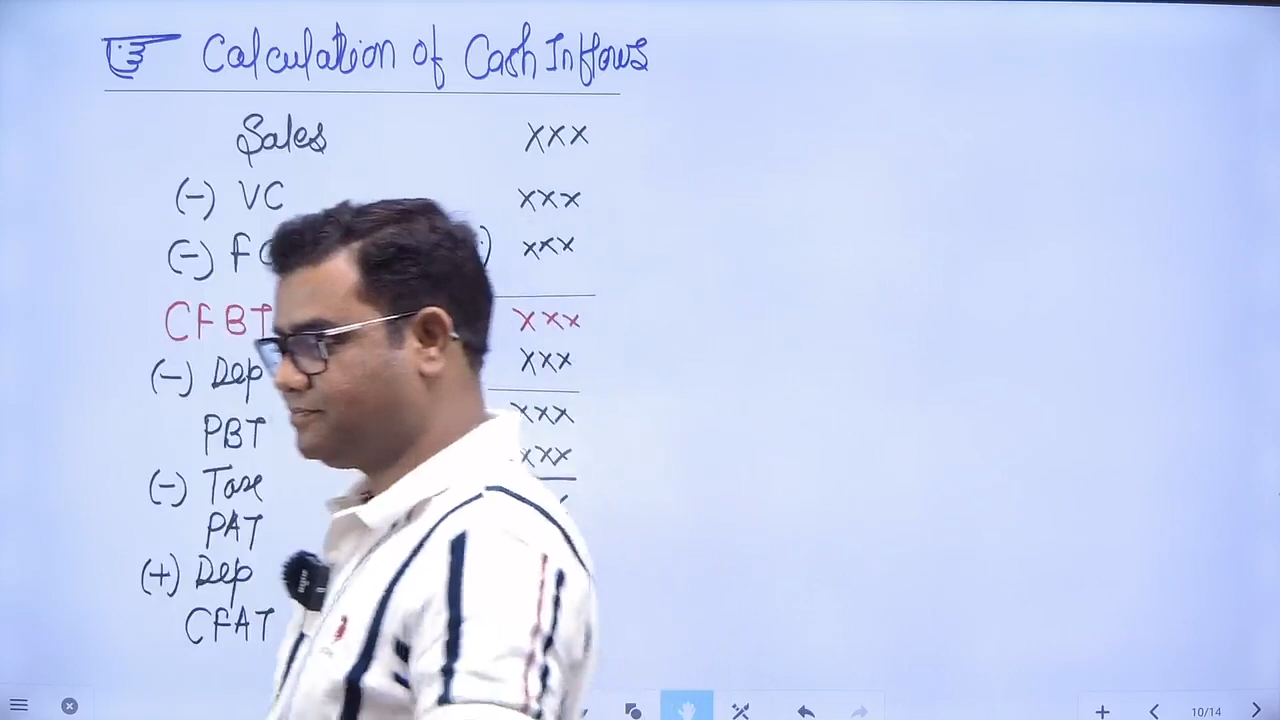 Calculation of Cash Inflows
Sales xxx
(-) VC xxx
(-) F xxx
CFBT xxx
(-) Dep xxx
PBT xxx
(-) Tax xxx
PAT
(+) Dep
CFAT
10/14